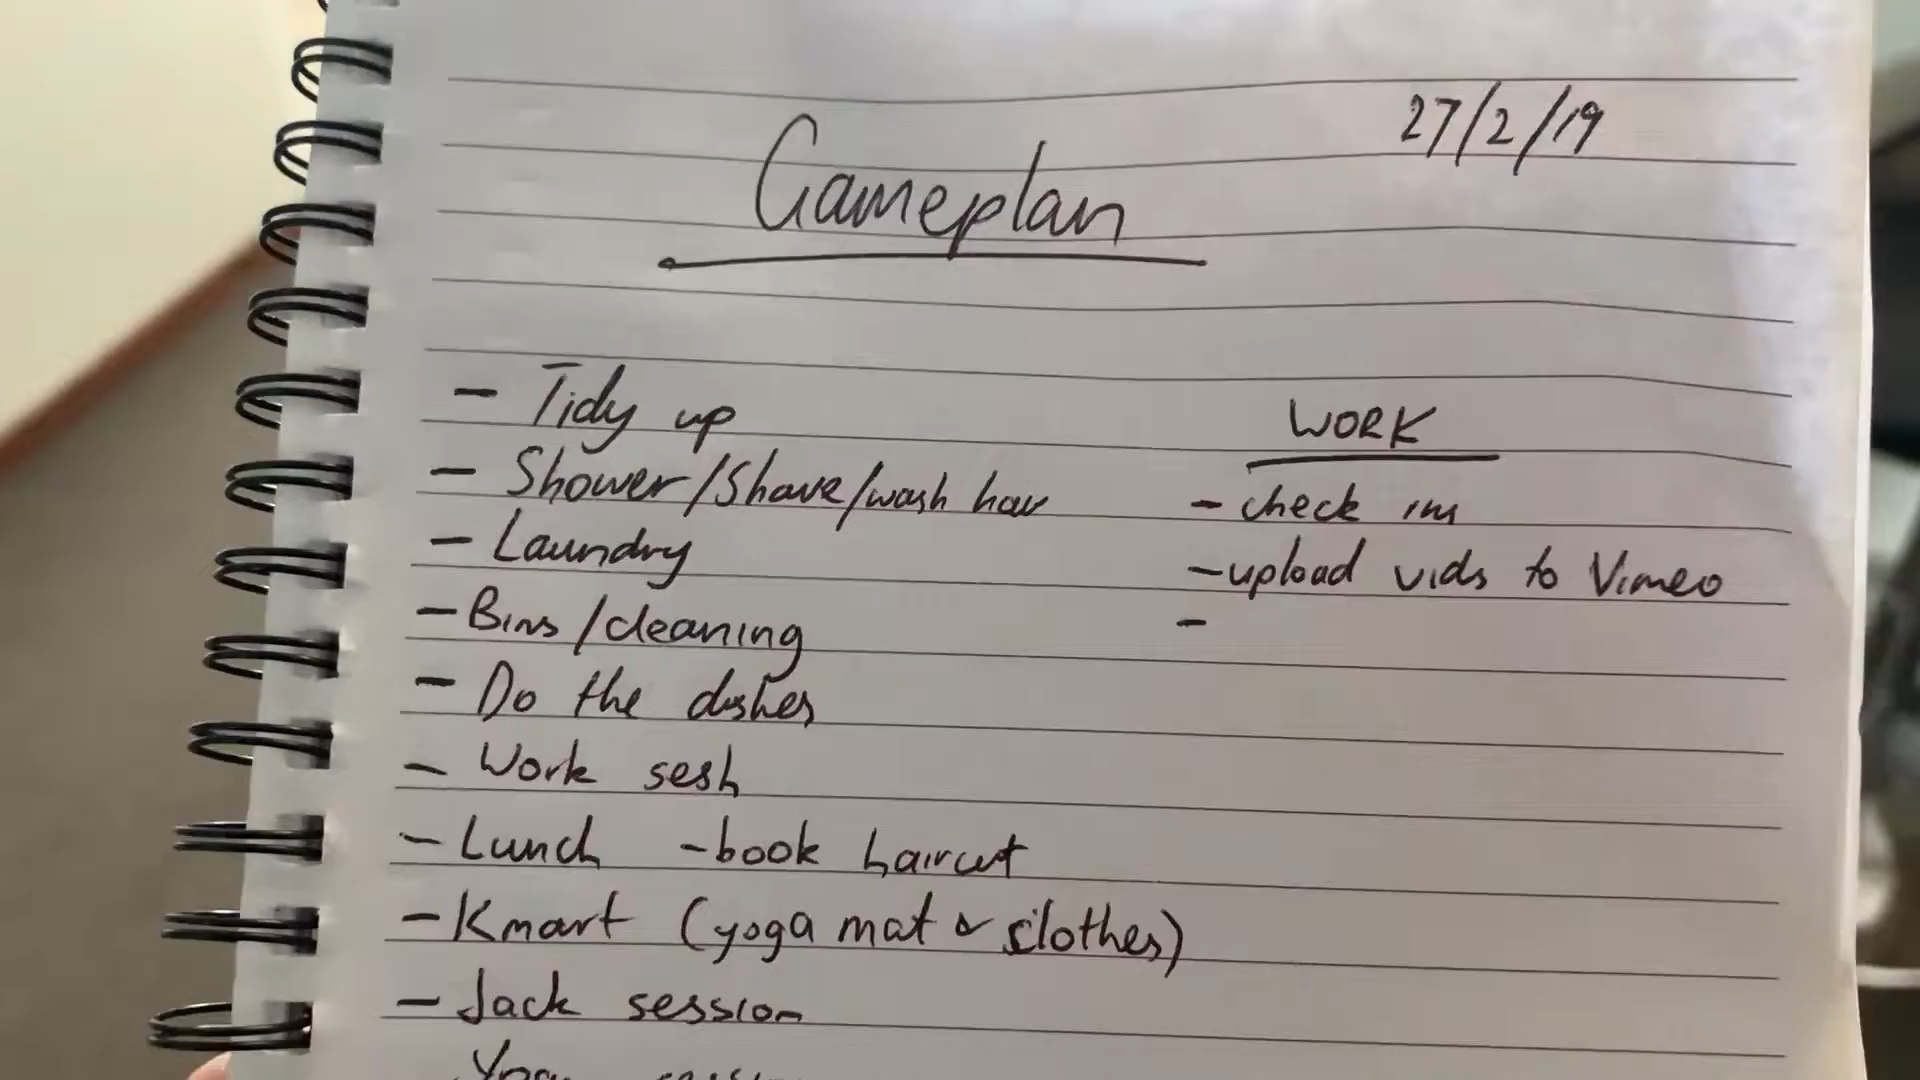 27/2/19
Gameplan
- Tidy up
- Shower/Shave/wash hair
- Laundry
- Bins/cleaning
- Do the dishes
- Work sesh
- Lunch - book haircut
- Kmart (yoga mat & clothes)
- Jack session
WORK
- check ins
- upload vids to Vimeo
-